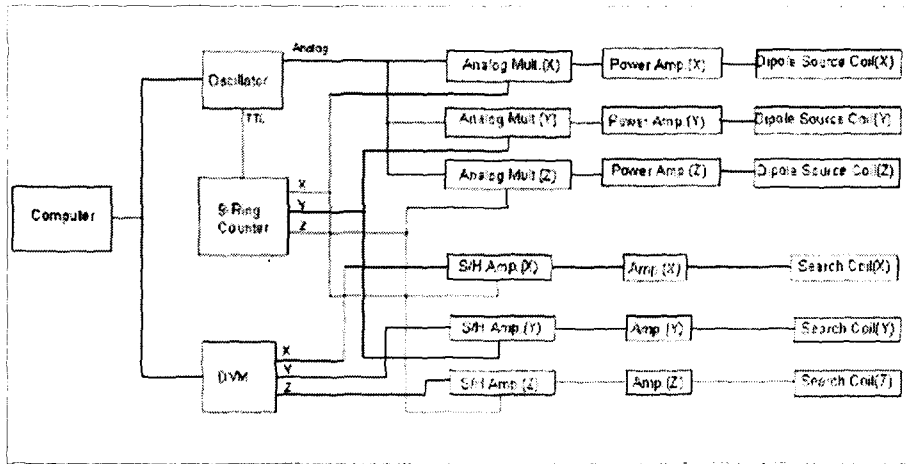 Analog
Oscillator
Analog Mult.(X)
Power Amp.(X)
Dipole Source Coil(X)
TTL
Analog Mult.(Y)
Power Amp.(Y)
Dipole Source Coil(Y)
Analog Mult.(Z)
Power Amp.(Z)
Dipole Source Coil(Z)
X
Y
Z
Computer
9-Ring
Counter
S/H Amp.(X)
Amp.(X)
Search Coil(X)
S/H Amp.(Y)
Amp.(Y)
Search Coil(Y)
X
Y
Z
DVM
S/H Amp.(Z)
Amp.(Z)
Search Coil(Z)